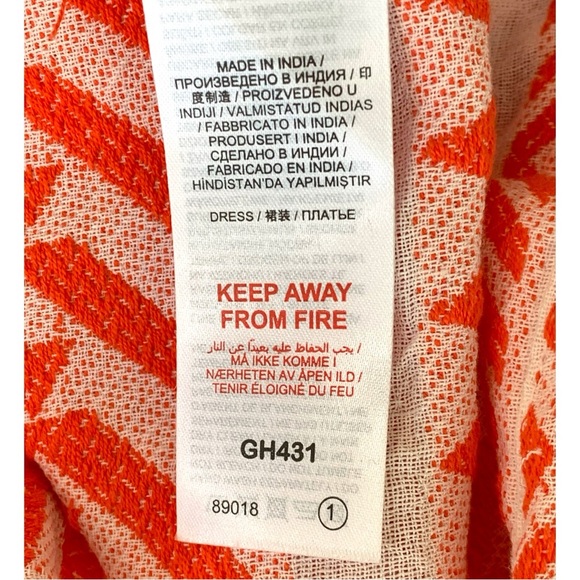 MADE IN INDIA /
ПРОИЗВЕДЕНО В ИНДИЯ / 印
度制造 / PROIZVEDENO U
INDIJI / VALMISTATUD INDIAS
/ FABBRICATO IN INDIA /
PRODUSERT I INDIA /
СДЕЛАНО В ИНДИИ /
FABRICADO EN INDIA /
HİNDİSTAN'DA YAPILMIŞTIR
DRESS / 裙装 / ПЛАТЬЕ
KEEP AWAY
FROM FIRE
/ يجب الحفاظ عليه بعيدًا عن النار
MÅ IKKE KOMME I
NÆRHETEN AV ÅPEN ILD /
TENIR ÉLOIGNÉ DU FEU
GH431
89018
1